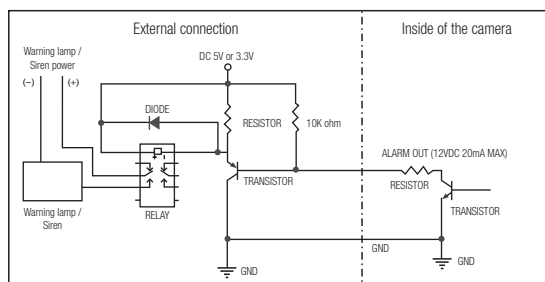 External connection
Inside of the camera
Warning lamp /
Siren power
(−)
(+)
DC 5V or 3.3V
DIODE
RESISTOR
10K ohm
+
ALARM OUT (12VDC 20mA MAX)
RESISTOR
TRANSISTOR
TRANSISTOR
Warning lamp /
Siren
RELAY
GND
GND
GND